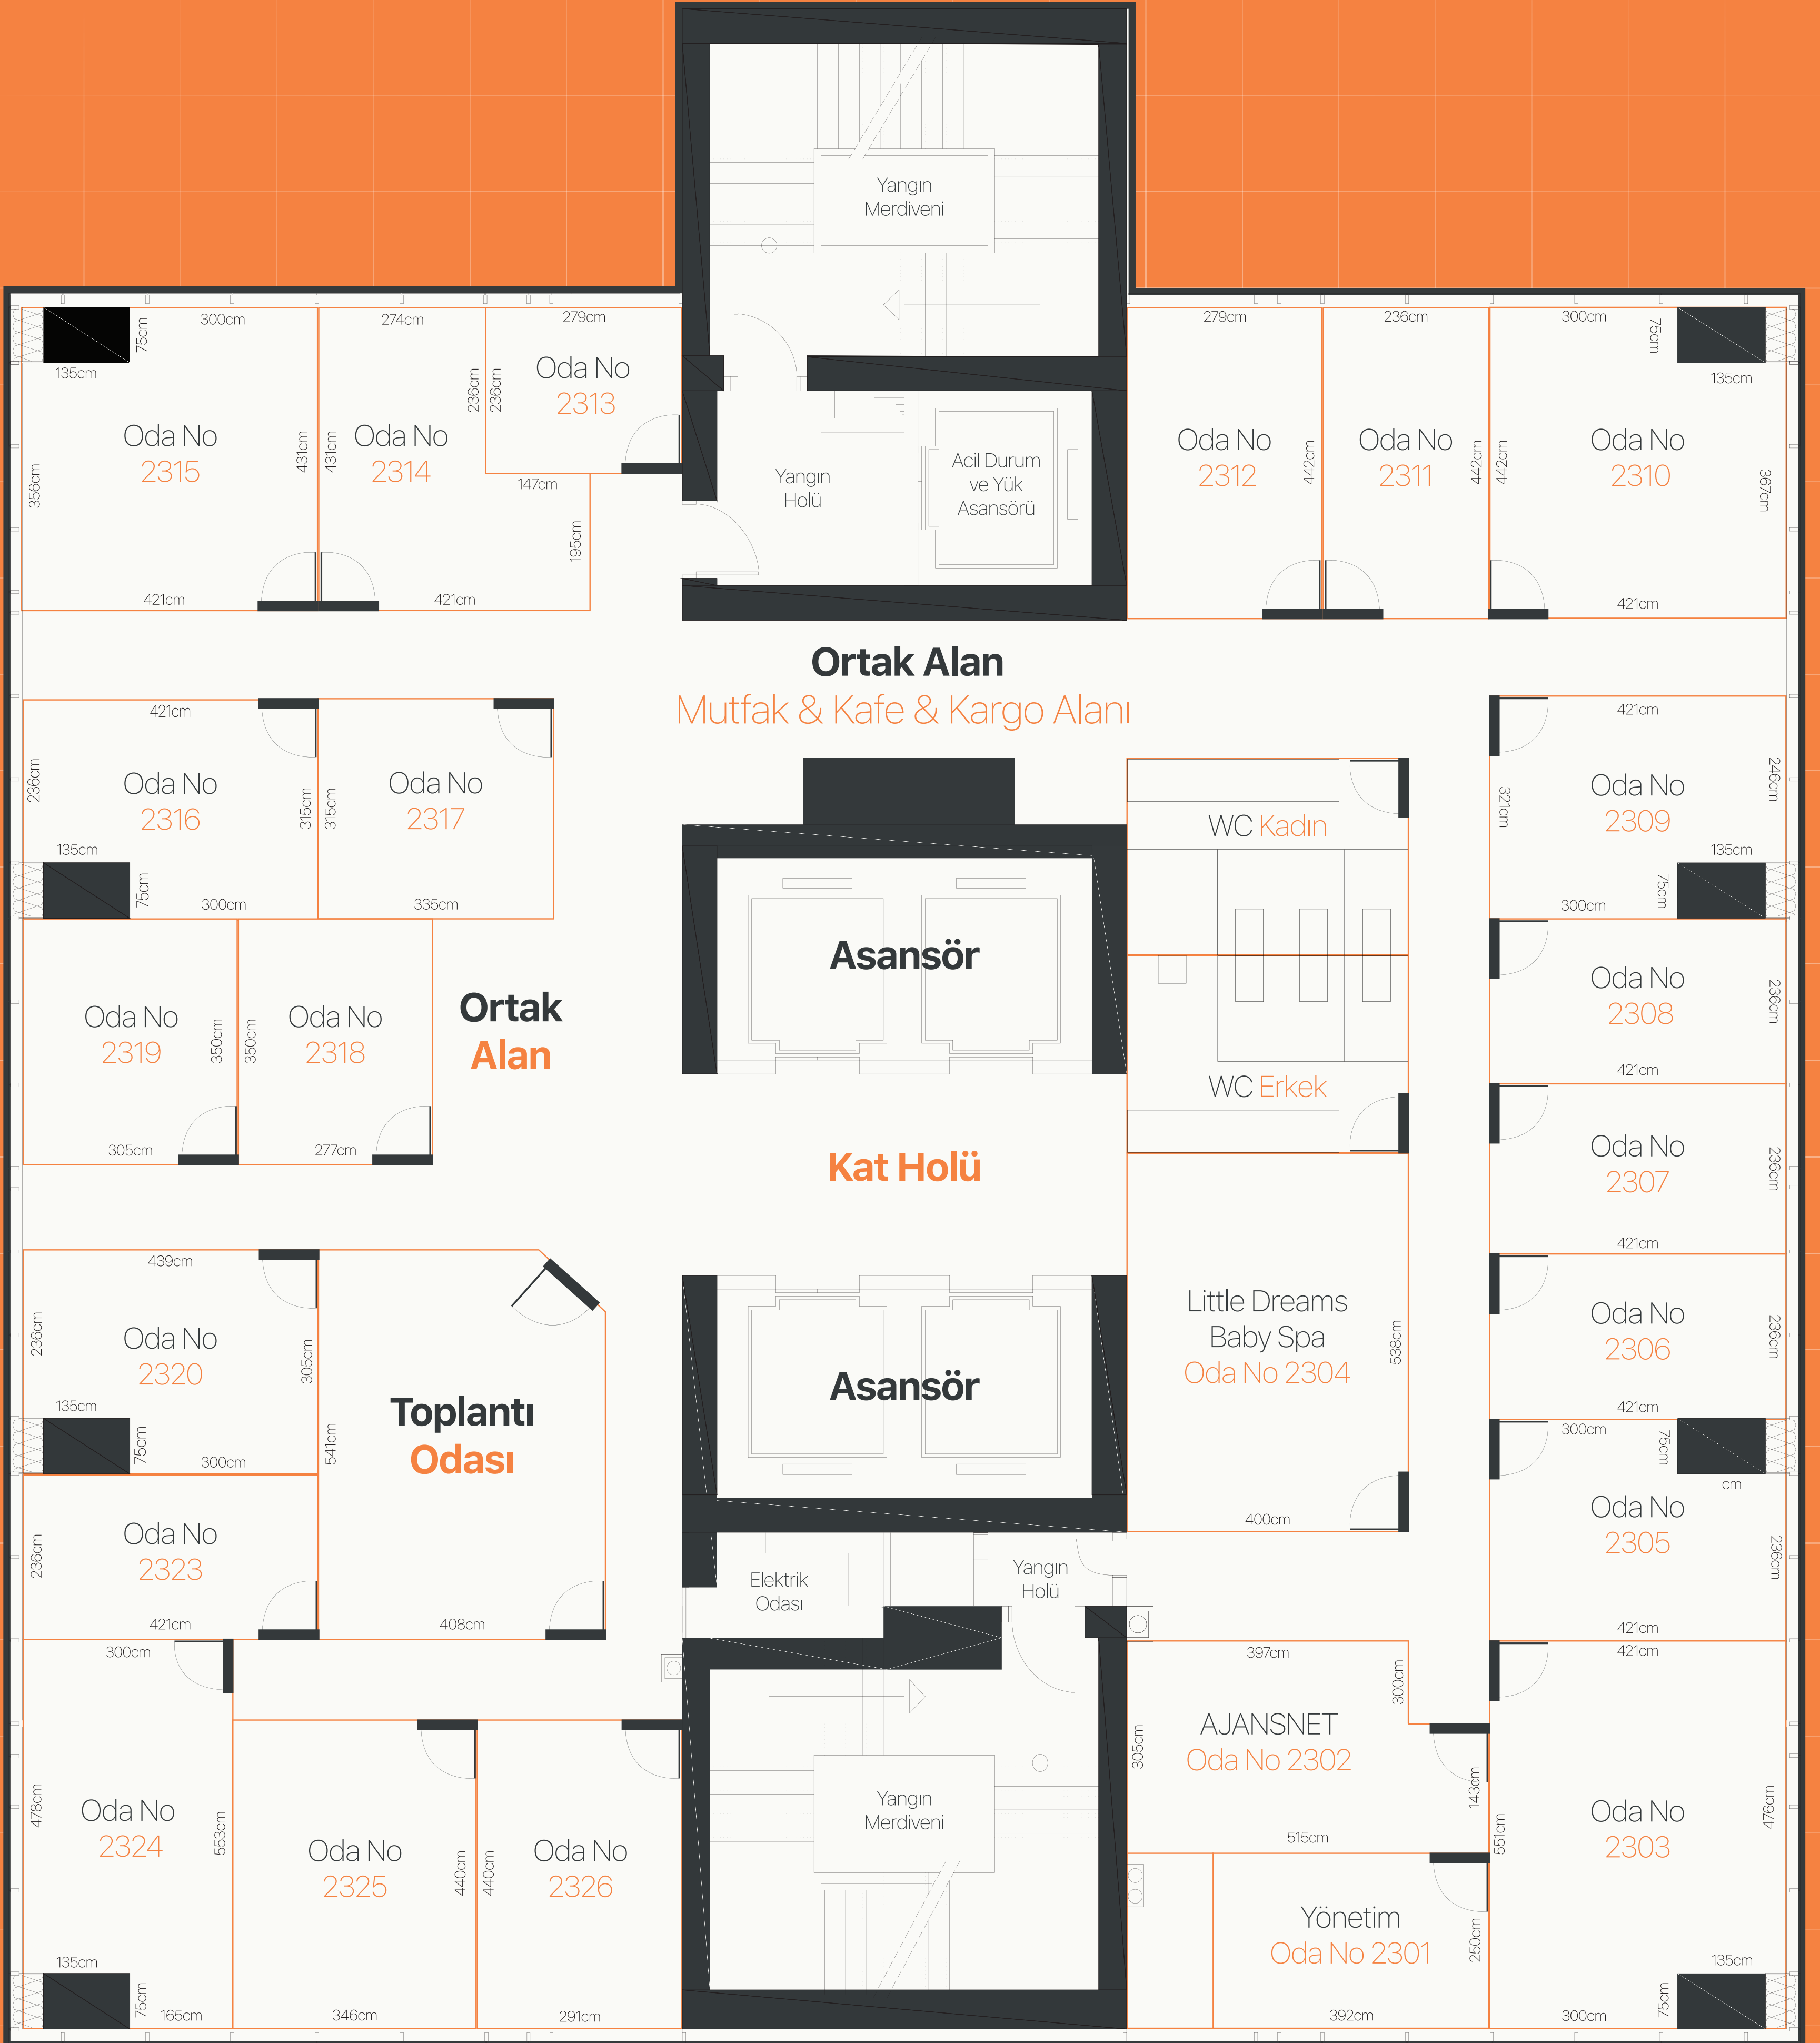 Yangın
Merdiveni
300cm
75cm
135cm
Oda No
2315
356cm
431cm
421cm
274cm
Oda No
2314
431cm
236cm
421cm
279cm
Oda No
2313
236cm
147cm
195cm
Yangın
Holü
Acil Durum
ve Yük
Asansörü
279cm
Oda No
2312
442cm
236cm
Oda No
2311
442cm
300cm
75cm
135cm
Oda No
2310
442cm
367cm
421cm
Ortak Alan
Mutfak & Kafe & Kargo Alanı
421cm
Oda No
2316
236cm
315cm
135cm
75cm
300cm
Oda No
2317
315cm
335cm
WC Kadın
421cm
Oda No
2309
321cm
246cm
135cm
75cm
300cm
Asansör
Oda No
2319
350cm
305cm
Oda No
2318
350cm
277cm
Ortak
Alan
Kat Holü
WC Erkek
Oda No
2308
236cm
421cm
Oda No
2307
236cm
421cm
439cm
Oda No
2320
236cm
305cm
135cm
75cm
300cm
Toplantı
Odası
541cm
408cm
Asansör
Little Dreams
Baby Spa
Oda No 2304
538cm
400cm
Oda No
2306
236cm
421cm
300cm
75cm
cm
Oda No
2305
236cm
421cm
Oda No
2323
236cm
421cm
Elektrik
Odası
Yangın
Holü
300cm
Oda No
2324
478cm
553cm
135cm
75cm
165cm
Oda No
2325
440cm
346cm
Oda No
2326
440cm
291cm
Yangın
Merdiveni
397cm
300cm
AJANSNET
Oda No 2302
305cm
143cm
515cm
Yönetim
Oda No 2301
250cm
392cm
421cm
Oda No
2303
551cm
476cm
135cm
75cm
300cm